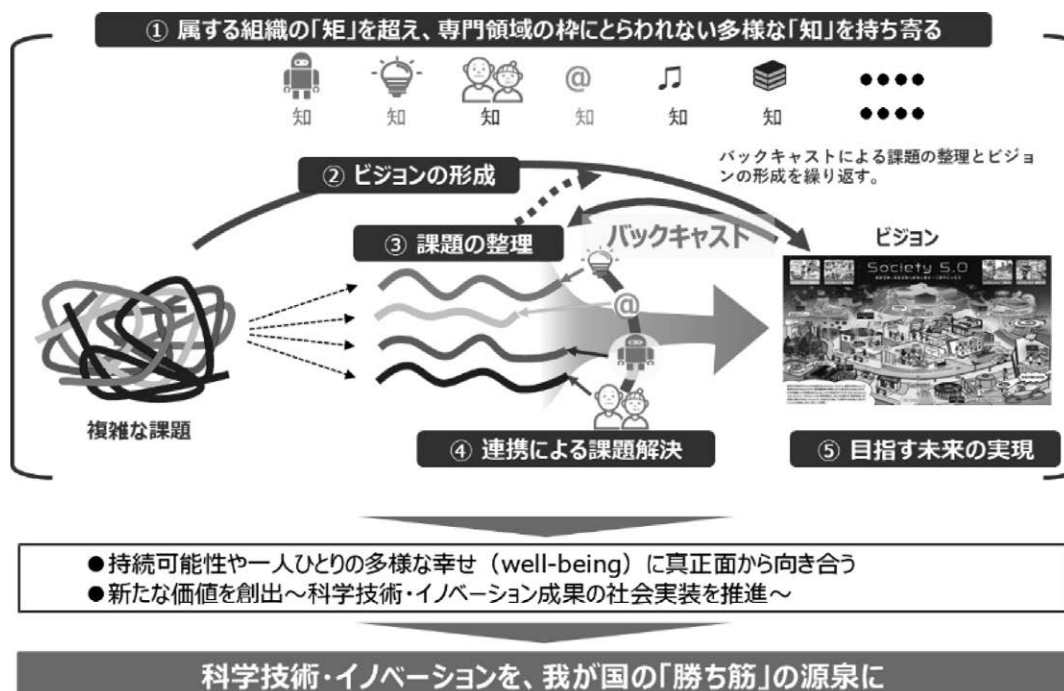 ① 属する組織の「矩」を超え、専門領域の枠にとらわれない多様な「知」を持ち寄る
@
知 知 知 知 知 知
バックキャストによる課題の整理とビジョ
ンの形成を繰り返す。
② ビジョンの形成
③ 課題の整理
バックキャスト
ビジョン
Society 5.0
@
複雑な課題
④ 連携による課題解決
⑤ 目指す未来の実現
●持続可能性や一人ひとりの多様な幸せ（well-being）に真正面から向き合う
●新たな価値を創出～科学技術・イノベーション成果の社会実装を推進～
科学技術・イノベーションを、我が国の「勝ち筋」の源泉に